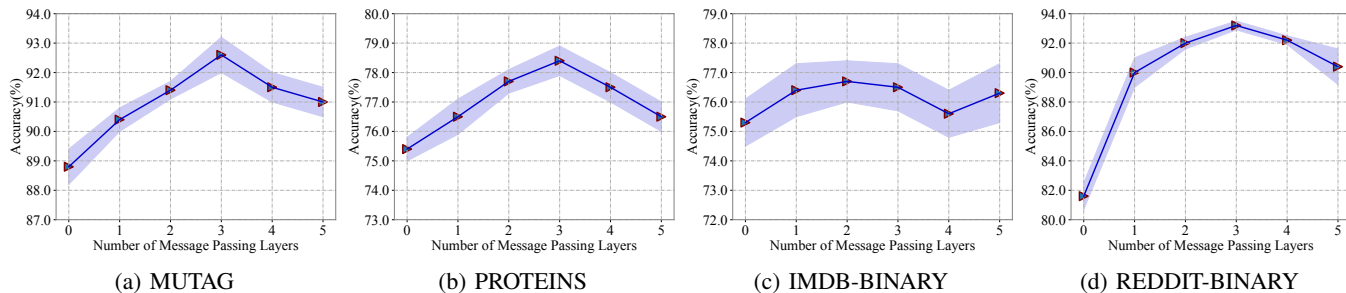 94.0
93.0
92.0
91.0
90.0
89.0
88.0
87.0
Accuracy(%)
0 1 2 3 4 5
Number of Message Passing Layers
(a) MUTAG
80.0
79.0
78.0
77.0
76.0
75.0
74.0
73.0
Accuracy(%)
0 1 2 3 4 5
Number of Message Passing Layers
(b) PROTEINS
79.0
78.0
77.0
76.0
75.0
74.0
73.0
72.0
Accuracy(%)
0 1 2 3 4 5
Number of Message Passing Layers
(c) IMDB-BINARY
94.0
92.0
90.0
88.0
86.0
84.0
82.0
80.0
Accuracy(%)
0 1 2 3 4 5
Number of Message Passing Layers
(d) REDDIT-BINARY